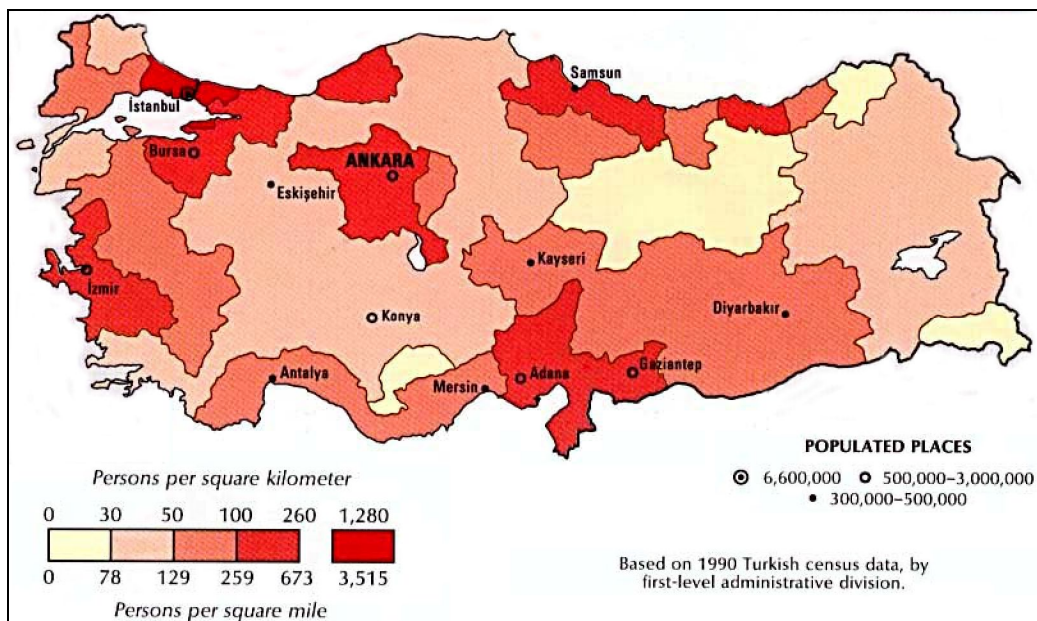 Samsun
İstanbul
Bursa
ANKARA
Eskişehir
Kayseri
İzmir
Diyarbakır
Konya
Gaziantep
Antalya
Mersin
Adana
POPULATED PLACES
6,600,000 500,000–3,000,000
300,000–500,000
Persons per square kilometer
0 30 50 100 260 1,280
0 78 129 259 673 3,515
Persons per square mile
Based on 1990 Turkish census data, by
first-level administrative division.